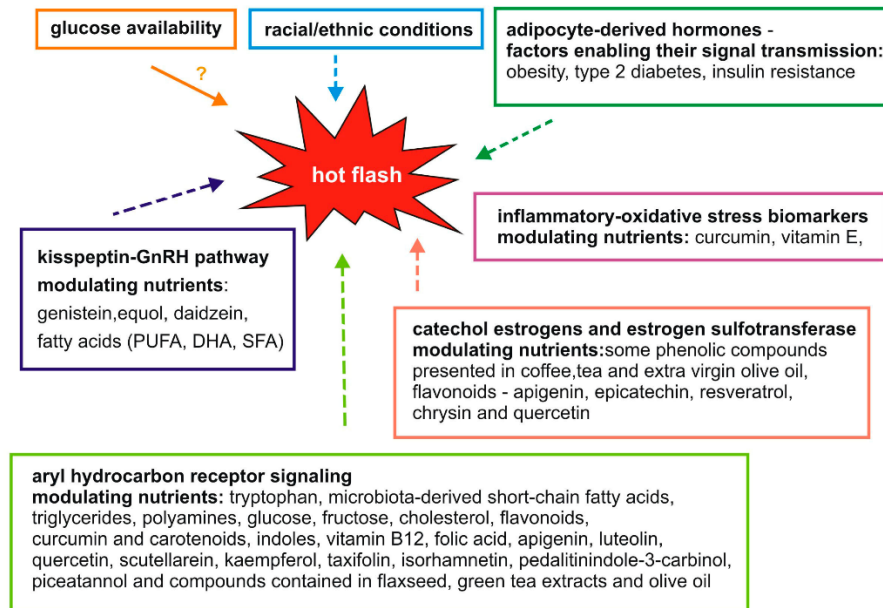 glucose availability
racial/ethnic conditions
adipocyte-derived hormones -
factors enabling their signal transmission:
obesity, type 2 diabetes, insulin resistance
?
hot flash
inflammatory-oxidative stress biomarkers
modulating nutrients: curcumin, vitamin E,
kisspeptin-GnRH pathway
modulating nutrients:
genistein,equol, daidzein,
fatty acids (PUFA, DHA, SFA)
catechol estrogens and estrogen sulfotransferase
modulating nutrients:some phenolic compounds
presented in coffee,tea and extra virgin olive oil,
flavonoids - apigenin, epicatechin, resveratrol,
chrysin and quercetin
aryl hydrocarbon receptor signaling
modulating nutrients: tryptophan, microbiota-derived short-chain fatty acids,
triglycerides, polyamines, glucose, fructose, cholesterol, flavonoids,
curcumin and carotenoids, indoles, vitamin B12, folic acid, apigenin, luteolin,
quercetin, scutellarein, kaempferol, taxifolin, isorhamnetin, pedalitinindole-3-carbinol,
piceatannol and compounds contained in flaxseed, green tea extracts and olive oil